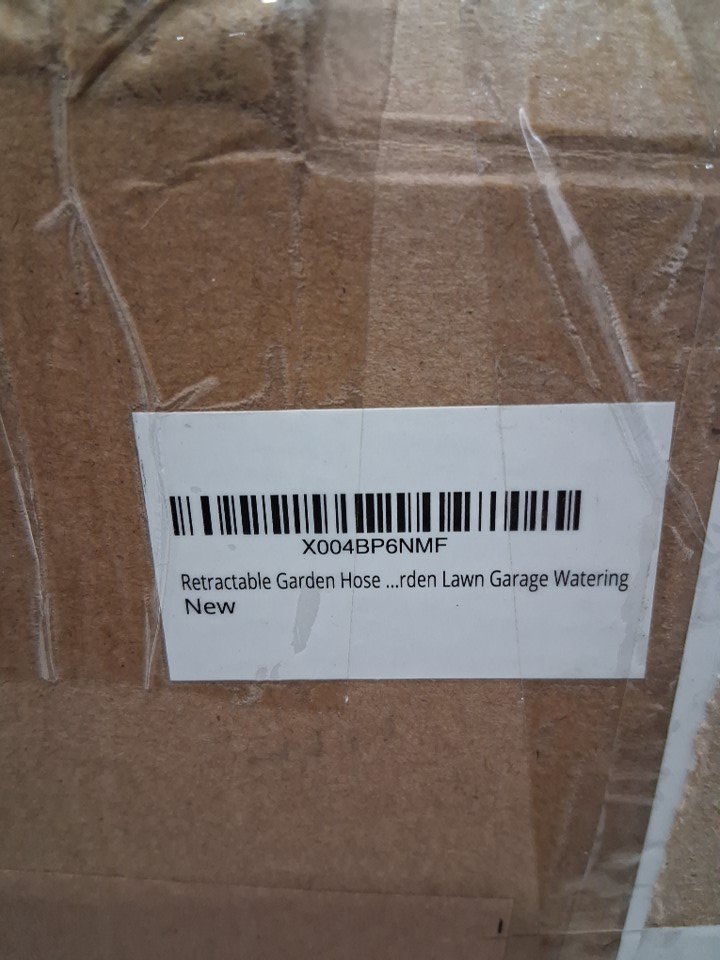 X004BP6NMF
Retractable Garden Hose ...rden Lawn Garage Watering
New